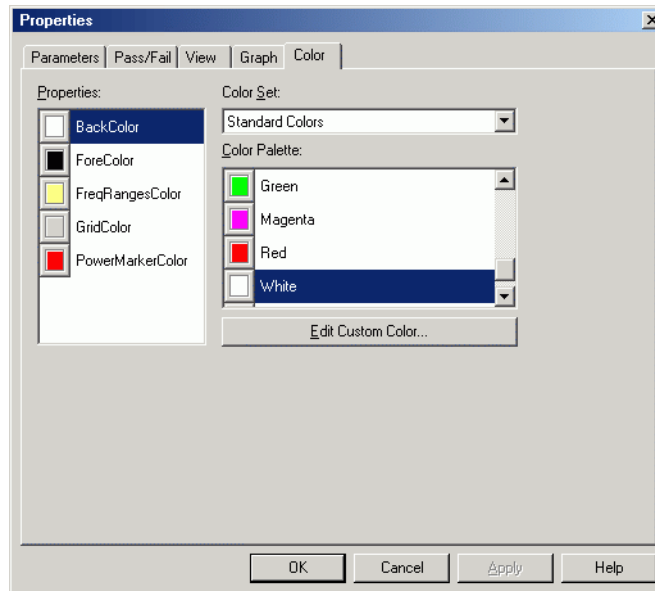 Properties
Parameters Pass/Fail View Graph Color
Properties:
BackColor
ForeColor
FreqRangesColor
GridColor
PowerMarkerColor
Color Set:
Standard Colors
Color Palette:
Green
Magenta
Red
White
Edit Custom Color...
OK Cancel Apply Help